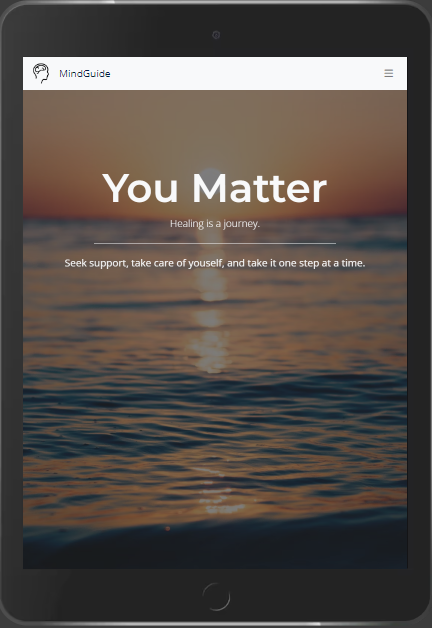 MindGuide
You Matter
Healing is a journey.
Seek support, take care of youself, and take it one step at a time.